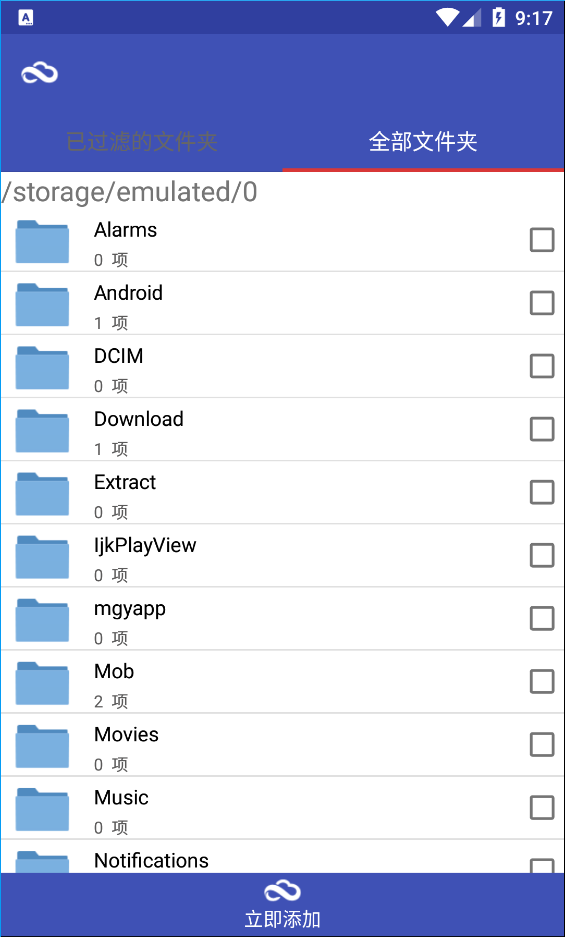 9:17
已过滤的文件夹 全部文件夹
/storage/emulated/0
Alarms
0 项
Android
1 项
DCIM
0 项
Download
1 项
Extract
0 项
IjkPlayView
0 项
mgyapp
0 项
Mob
2 项
Movies
0 项
Music
0 项
Notifications
立即添加